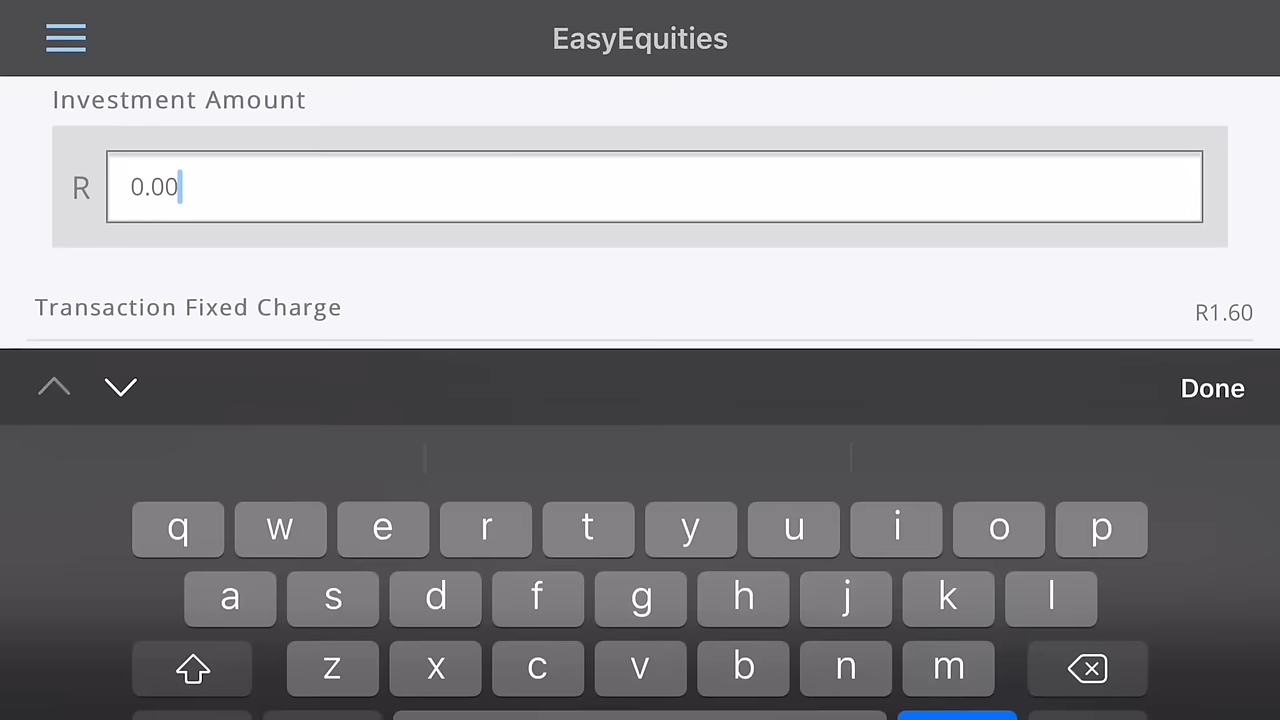 EasyEquities
Investment Amount
R 0.00
Transaction Fixed Charge R1.60
Done
q w e r t y u i o p
a s d f g h j k l
z x c v b n m